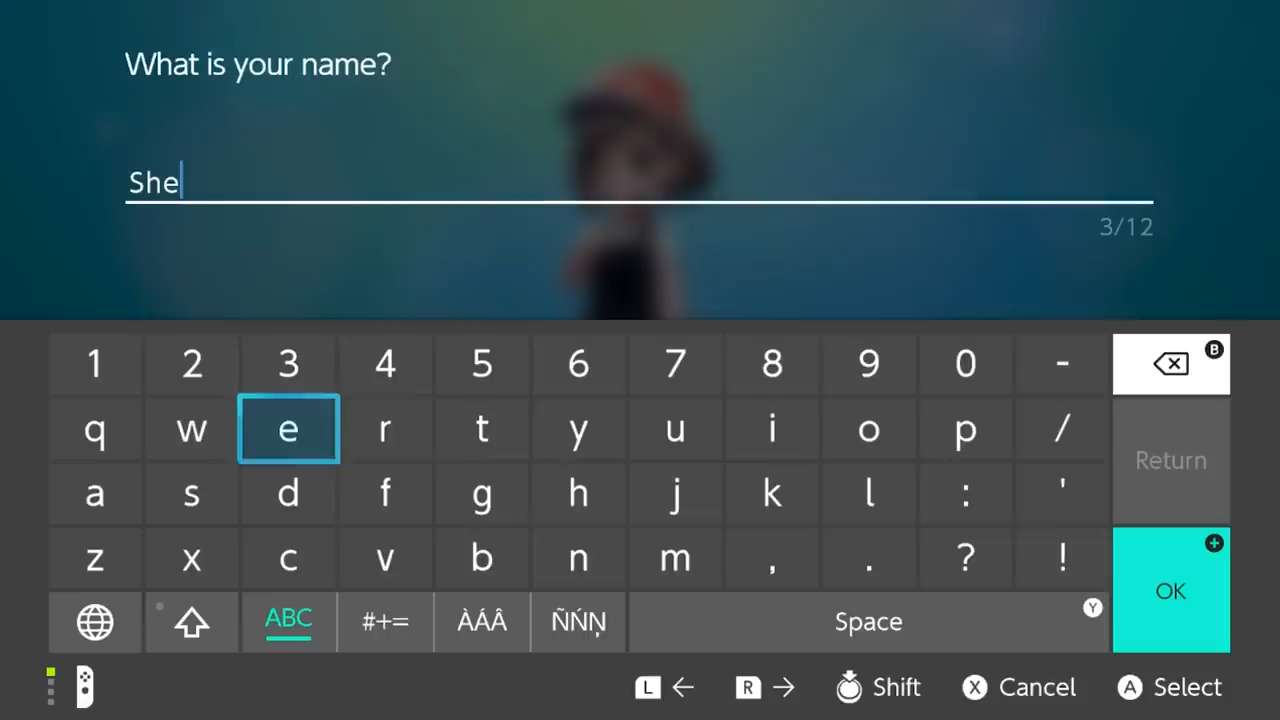 What is your name?
She
3/12
1 2 3 4 5 6 7 8 9 0 - B
q w e r t y u i o p / Return
a s d f g h j k l : '
z x c v b n m , . ? ! OK +
ABC #+= ÀÁÂ ÑŃŅ Space Y
L ← R → Shift X Cancel A Select